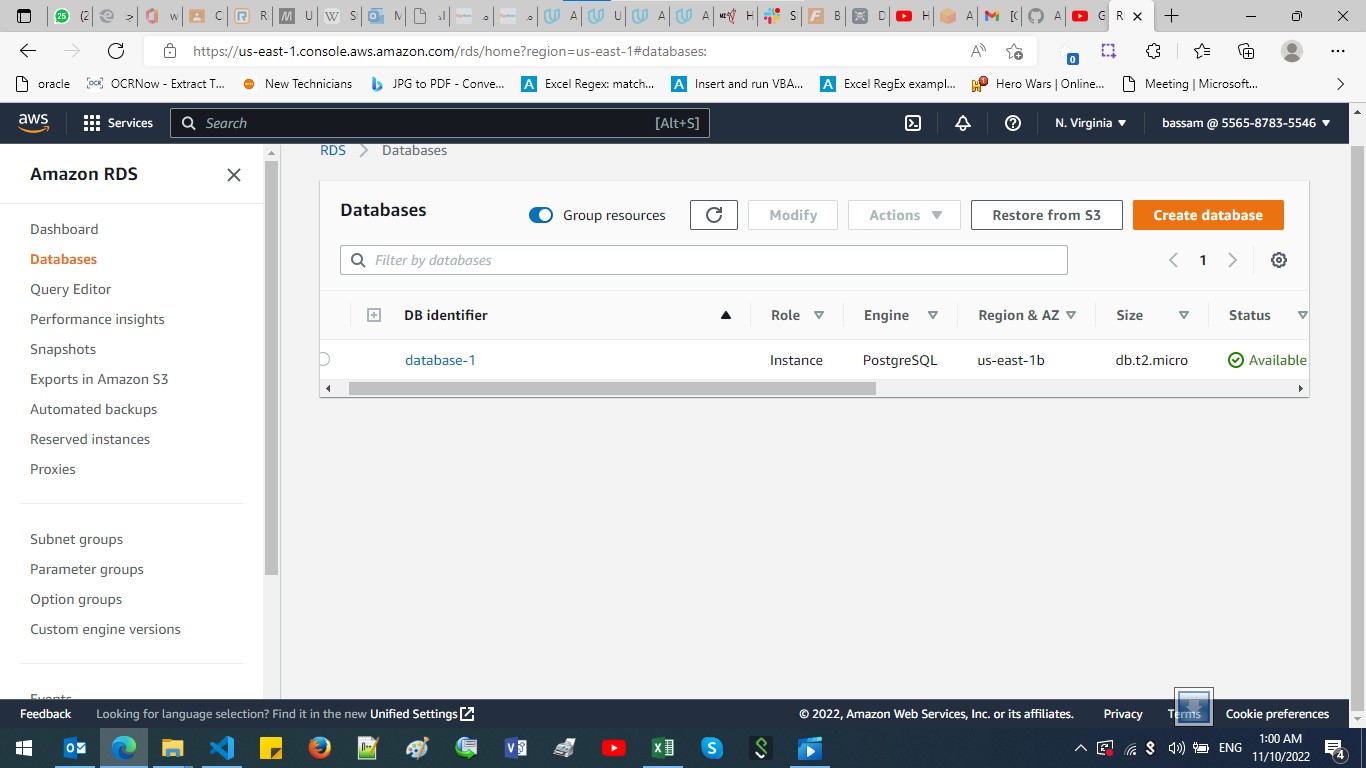 https://us-east-1.console.aws.amazon.com/rds/home?region=us-east-1#databases:
oracle
OCRNow - Extract T...
New Technicians
JPG to PDF - Conve...
Excel Regex: match...
Insert and run VBA...
Excel RegEx exampl...
Hero Wars | Online...
Meeting | Microsoft...
aws
Services
Search
[Alt+S]
N. Virginia
bassam @ 5565-8783-5546
Amazon RDS
Dashboard
Databases
Query Editor
Performance insights
Snapshots
Exports in Amazon S3
Automated backups
Reserved instances
Proxies
Subnet groups
Parameter groups
Option groups
Custom engine versions
Events
RDS
Databases
Databases
Group resources
Modify
Actions
Restore from S3
Create database
Filter by databases
1
DB identifier
Role
Engine
Region & AZ
Size
Status
database-1
Instance
PostgreSQL
us-east-1b
db.t2.micro
Available
Feedback
Looking for language selection? Find it in the new Unified Settings
© 2022, Amazon Web Services, Inc. or its affiliates.
Privacy
Terms
Cookie preferences
ENG
1:00 AM
11/10/2022
4